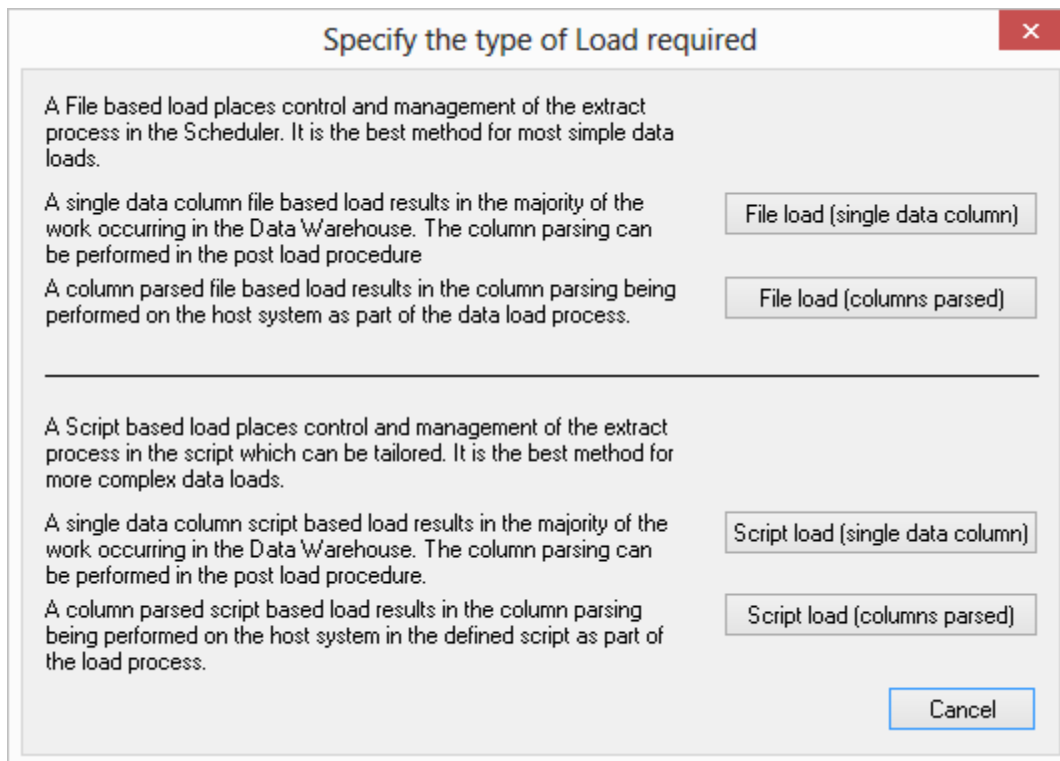 Specify the type of Load required
A File based load places control and management of the extract
process in the Scheduler. It is the best method for most simple data
loads.
A single data column file based load results in the majority of the
work occurring in the Data Warehouse. The column parsing can
be performed in the post load procedure
File load (single data column)
A column parsed file based load results in the column parsing being
performed on the host system as part of the data load process.
File load (columns parsed)
A Script based load places control and management of the extract
process in the script which can be tailored. It is the best method for
more complex data loads.
A single data column script based load results in the majority of the
work occurring in the Data Warehouse. The column parsing can
be performed in the post load procedure.
Script load (single data column)
A column parsed script based load results in the column parsing
being performed on the host system in the defined script as part of
the load process.
Script load (columns parsed)
Cancel